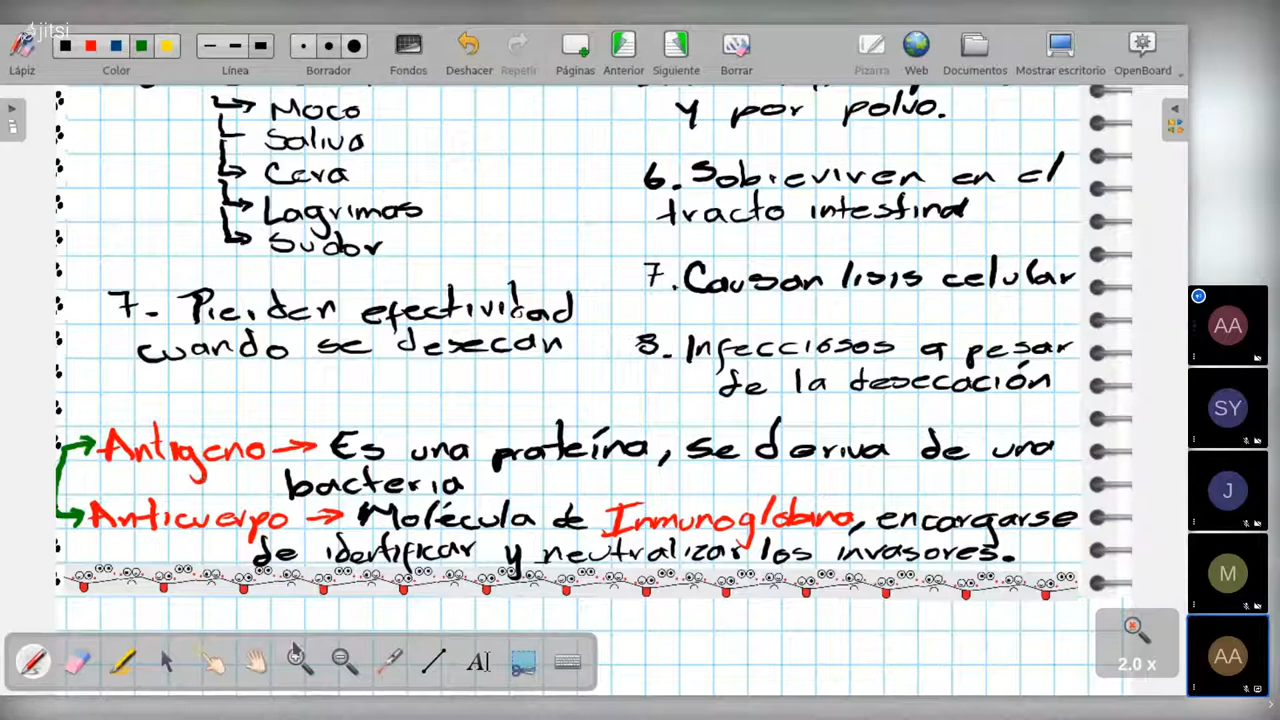 jitsi
Lápiz Color Línea Borrador Fondos Deshacer Repetir Páginas Anterior Siguiente Borrar Pizarra Web Documentos Mostrar escritorio OpenBoard
Moco
Saliva
Cera
Lagrimas
Sudor
7. Pierden efectividad
cuando se desecan
y por polvo.
6. Sobreviven en el
tracto intestinal
7. Causan lisis celular
8. Infecciosos a pesar
de la desecación
Antigeno → Es una proteína, se deriva de una
bacteria
Anticuerpo → Molécula de Inmunoglobina, encargarse
de identificar y neutralizar los invasores.
2.0 x
AA
SY
J
M
AA